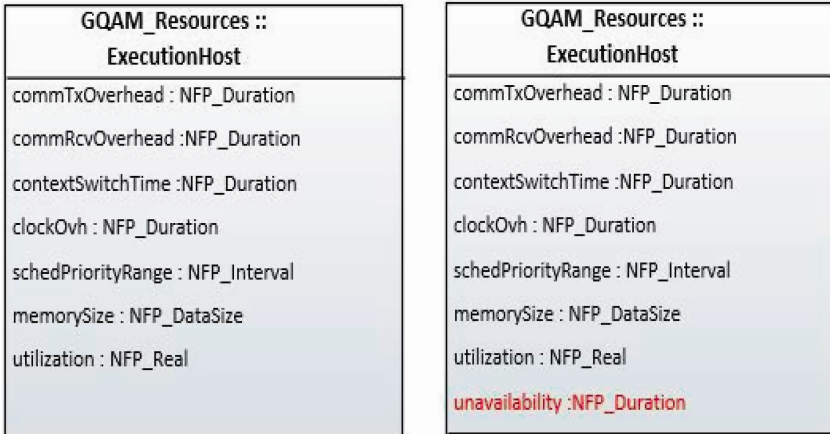 GQAM_Resources ::
ExecutionHost
commTxOverhead : NFP_Duration
commRcvOverhead :NFP_Duration
contextSwitchTime :NFP_Duration
clockOvh : NFP_Duration
schedPriorityRange : NFP_Interval
memorySize : NFP_DataSize
utilization : NFP_Real
GQAM_Resources ::
ExecutionHost
commTxOverhead : NFP_Duration
commRcvOverhead :NFP_Duration
contextSwitchTime :NFP_Duration
clockOvh : NFP_Duration
schedPriorityRange : NFP_Interval
memorySize : NFP_DataSize
utilization : NFP_Real
unavailability :NFP_Duration